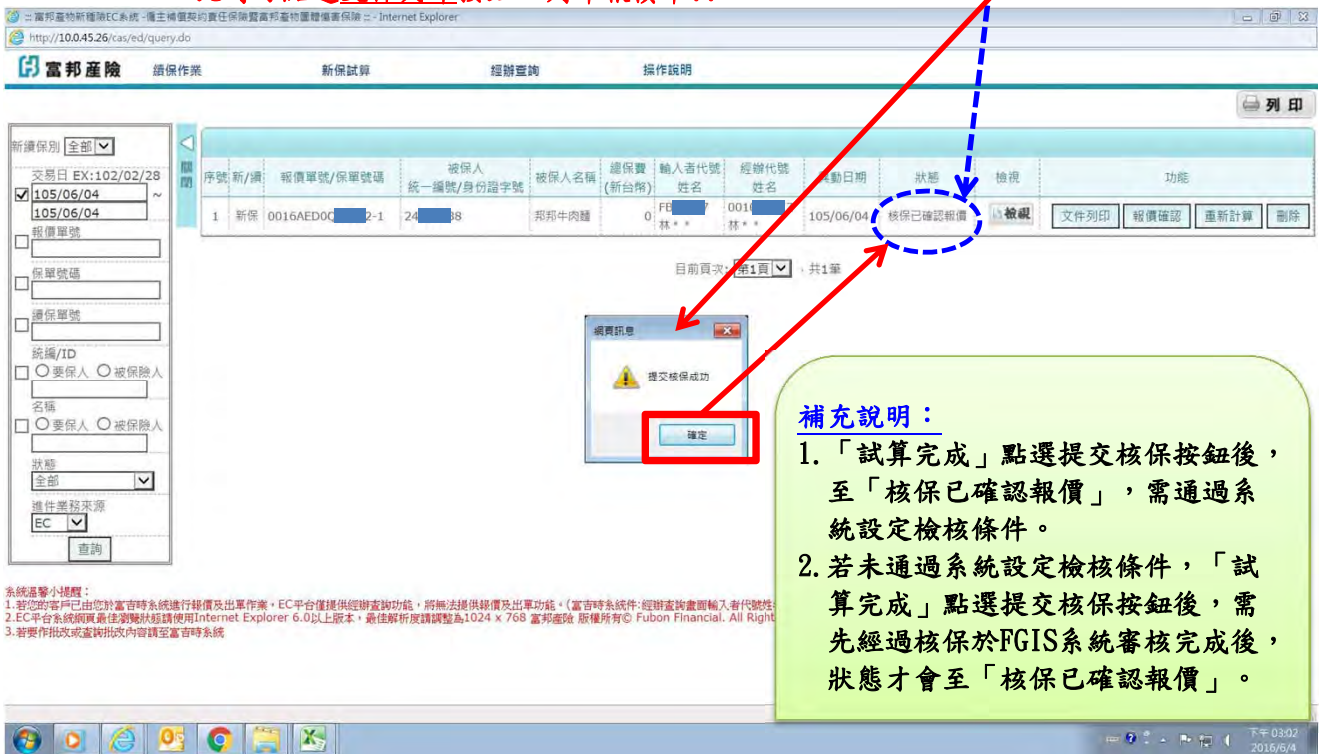 :: 富邦產物新種險EC系統 -僱主補償契約責任保險暨富邦產物團體傷害保險 :: - Internet Explorer
http://10.0.45.26/cas/ed/query.do
富邦產險 續保作業 新保試算 經辦查詢 操作說明
列印
新續保別 全部
交易日 EX:102/02/28
105/06/04 ~
105/06/04
報價單號
保單號碼
續保單號
統編/ID
要保人 被保險人
名稱
要保人 被保險人
狀態
全部
進件業務來源
EC
查詢
關閉
序號 新/續 報價單號/保單號碼 被保人 統一編號/身份證字號 被保人名稱 總保費 (新台幣) 輸入者代號 姓名 經辦代號 姓名 異動日期 狀態 檢視 功能
1 新保 0016AED0 2-1 24 38 邦邦牛肉麵 0 林** 林** 105/06/04 核保已確認報價 檢視 文件列印 報價確認 重新計算 刪除
目前頁次: 第1頁 , 共1筆
網頁訊息
提交核保成功
確定
補充說明：
1.「試算完成」點選提交核保按鈕後，
至「核保已確認報價」，需通過系
統設定檢核條件。
2.若未通過系統設定檢核條件，「試
算完成」點選提交核保按鈕後，需
先經過核保於FGIS系統審核完成後，
狀態才會至「核保已確認報價」。
系統溫馨小提醒：
1.若您的客戶已由您於富吉時系統進行報價及出單作業，EC平台僅提供經辦查詢功能，將無法提供報價及出單功能。(富吉時系統件:經辦查詢畫面輸入者代號姓
2.EC平台系統網頁最佳瀏覽狀態請使用Internet Explorer 6.0以上版本，最佳解析度請調整為1024 x 768 富邦產險 版權所有© Fubon Financial. All Right
3.若要作批改或查詢批改內容請至富吉時系統
下午 03:02
2016/6/4